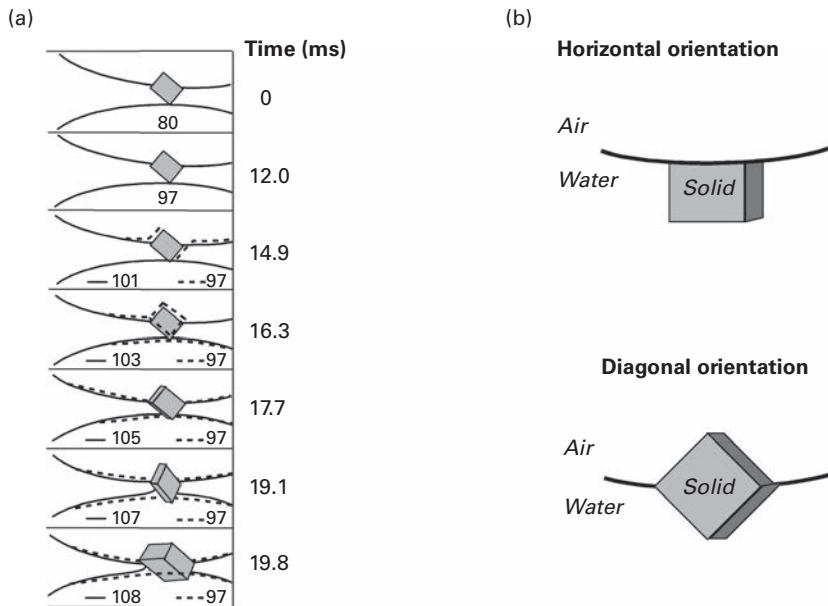 (a)
Time (ms)
80
0
97
12.0
101 97
14.9
103 97
16.3
105 97
17.7
107 97
19.1
108 97
19.8
(b)
Horizontal orientation
Air
Water
Solid
Diagonal orientation
Air
Water
Solid